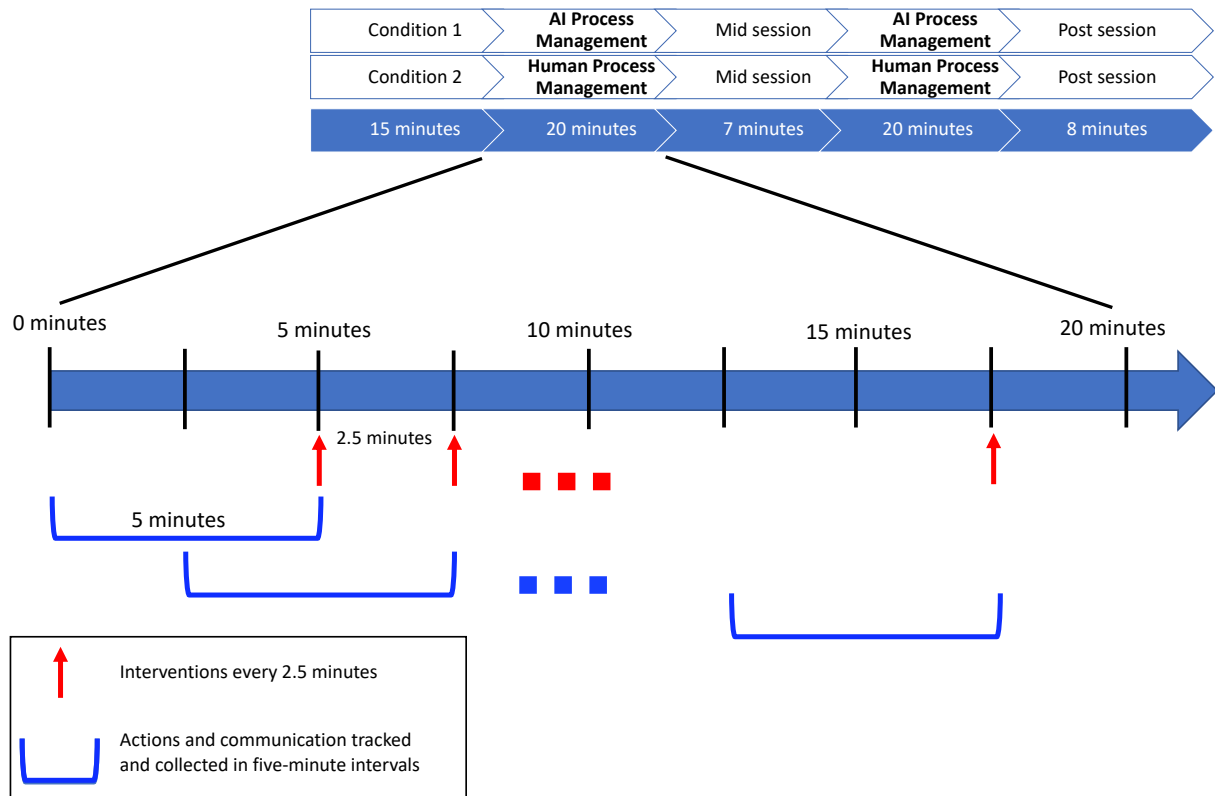 Condition 1
AI Process
Management
Mid session
AI Process
Management
Post session
Condition 2
Human Process
Management
Mid session
Human Process
Management
Post session
15 minutes
20 minutes
7 minutes
20 minutes
8 minutes
0 minutes
5 minutes
10 minutes
15 minutes
20 minutes
2.5 minutes
5 minutes
Interventions every 2.5 minutes
Actions and communication tracked
and collected in five-minute intervals